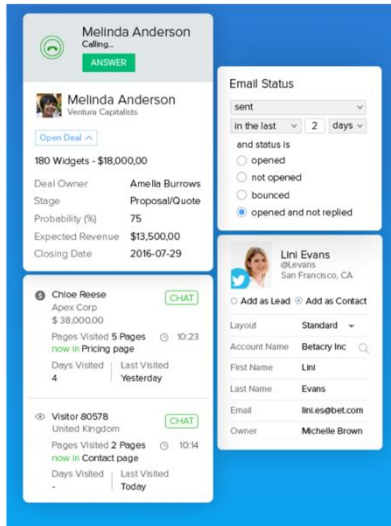 Melinda Anderson
Calling...
ANSWER
Melinda Anderson
Ventura Capitalists
Open Deal
180 Widgets - $18,000,00
Deal Owner Amella Burrows
Stage Proposal/Quote
Probability (%) 75
Expected Revenue $13,500,00
Closing Date 2016-07-29
Chloe Reese CHAT
Apex Corp
$ 38,000.00
Pages Visited 5 Pages 10:23
now in Pricing page
Days Visited Last Visited
4 Yesterday
Visitor 80578 CHAT
United Kingdom
Pages Visited 2 Pages 10:14
now in Contact page
Days Visited Last Visited
- Today
Email Status
sent
in the last 2 days
and status is
opened
not opened
bounced
opened and not replied
Lini Evans
@Levans
San Francisco, CA
Add as Lead Add as Contact
Layout Standard
Account Name Betacry Inc
First Name Lini
Last Name Evans
Email lini.es@bet.com
Owner Michelle Brown